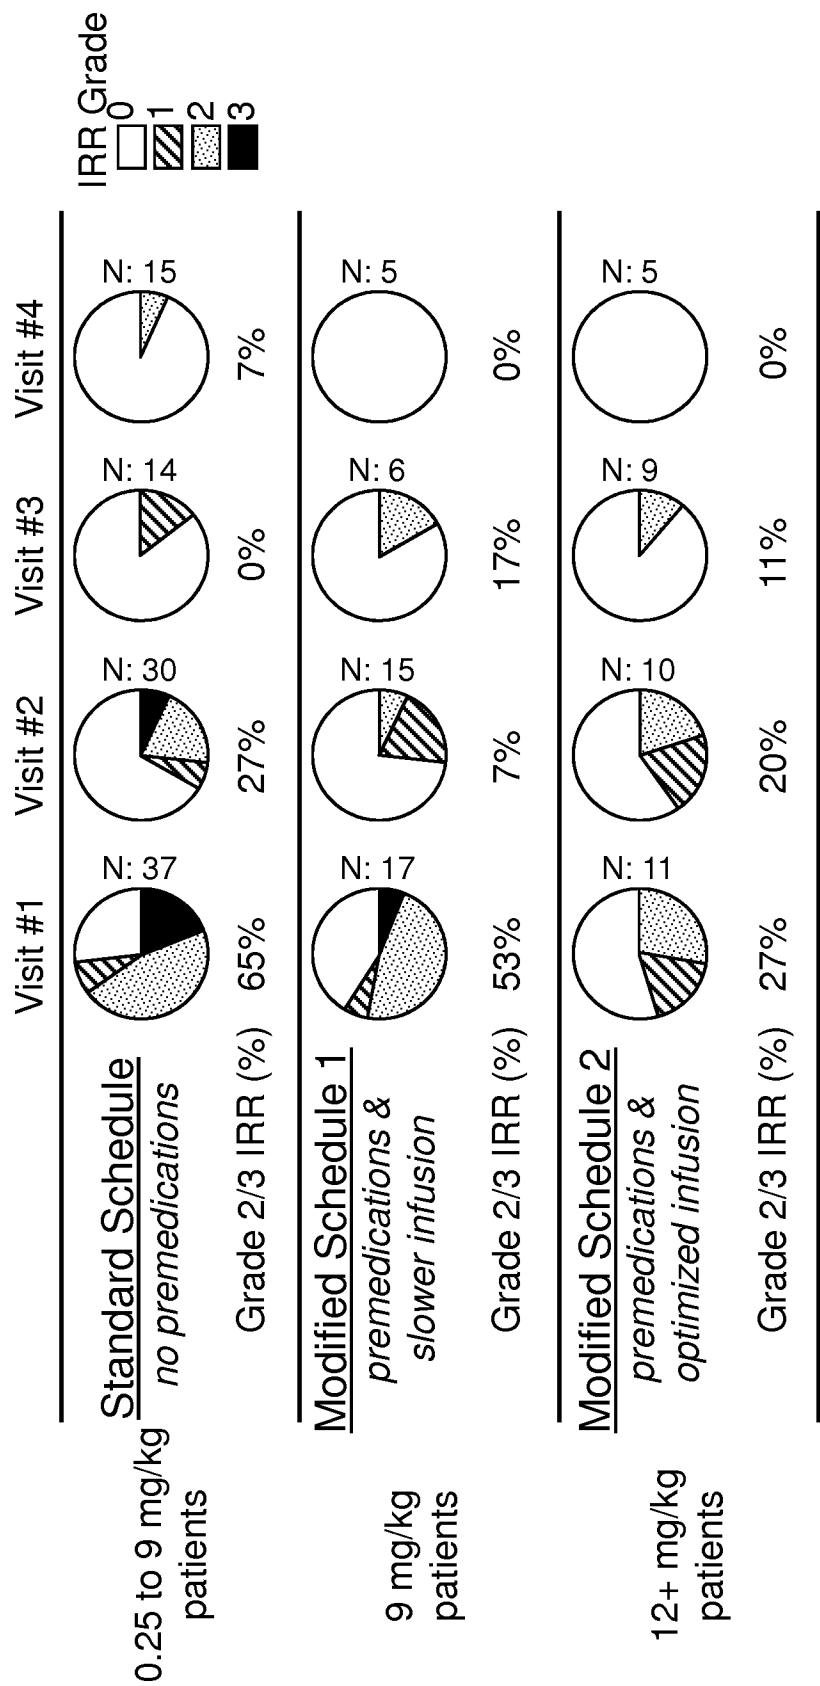 Visit #1 Visit #2 Visit #3 Visit #4
IRR Grade
0
1
2
3
0.25 to 9 mg/kg
patients
Standard Schedule
no premedications
N: 37 N: 30 N: 14 N: 15
Grade 2/3 IRR (%) 65% 27% 0% 7%
9 mg/kg
patients
Modified Schedule 1
premedications &
slower infusion
N: 17 N: 15 N: 6 N: 5
Grade 2/3 IRR (%) 53% 7% 17% 0%
12+ mg/kg
patients
Modified Schedule 2
premedications &
optimized infusion
N: 11 N: 10 N: 9 N: 5
Grade 2/3 IRR (%) 27% 20% 11% 0%